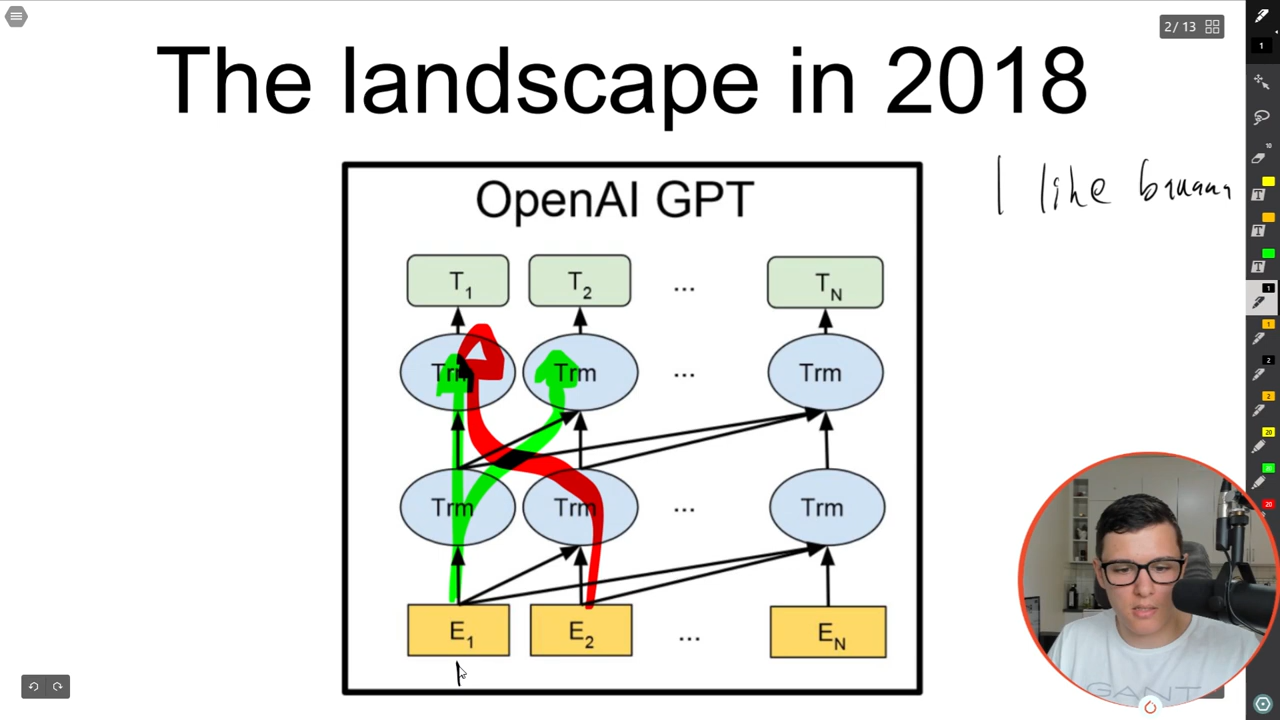 2/ 13
The landscape in 2018
I like
OpenAI GPT
T1 T2 ... TN
Trm Trm ... Trm
Trm Trm ... Trm
E1 E2 ... EN
GANT